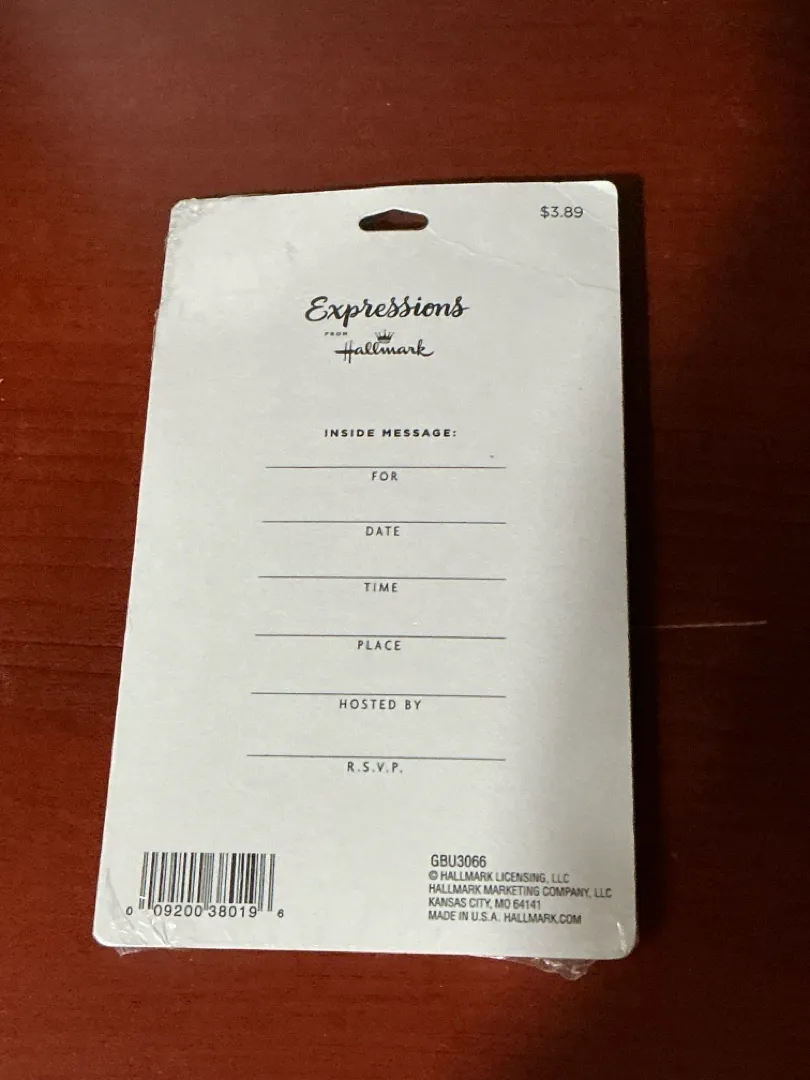 $3.89
Expressions
FROM
Hallmark
INSIDE MESSAGE:
FOR
DATE
TIME
PLACE
HOSTED BY
R.S.V.P.
0 09200 38019 6
GBU3066
© HALLMARK LICENSING, LLC
HALLMARK MARKETING COMPANY, LLC
KANSAS CITY, MO 64141
MADE IN U.S.A. HALLMARK.COM